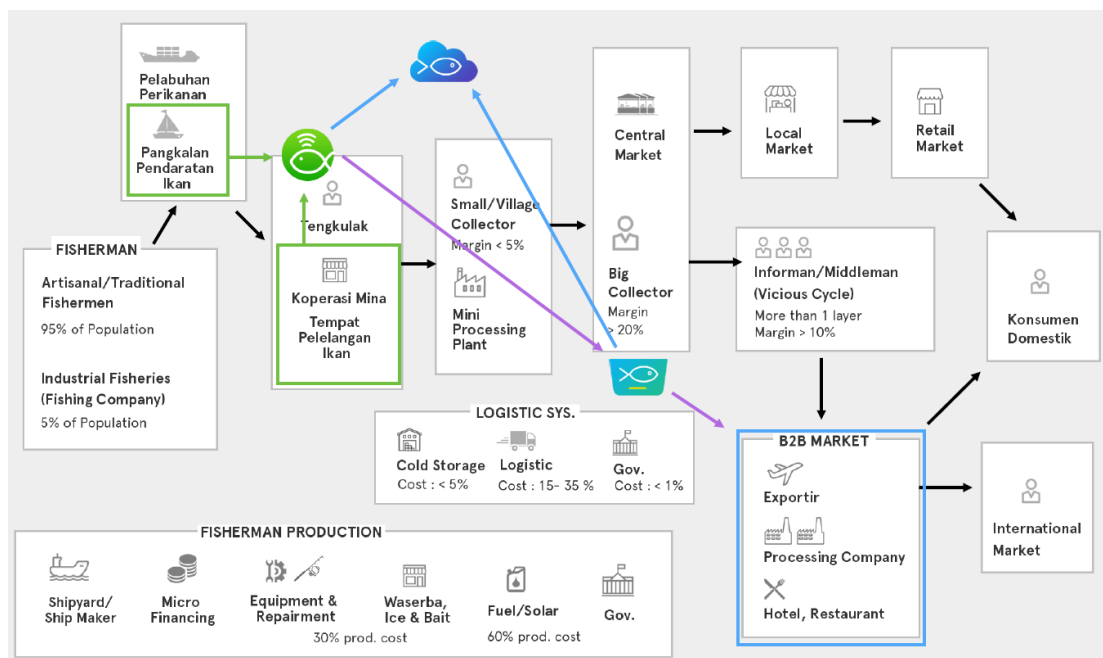 Pelabuhan
Perikanan
Pangkalan
Pendaratan
Ikan
FISHERMAN
Artisanal/Traditional
Fishermen
95% of Population
Industrial Fisheries
(Fishing Company)
5% of Population
Tengkulak
Koperasi Mina
Tempat
Pelelangan
Ikan
Small/Village
Collector
Margin < 5%
Mini
Processing
Plant
Central
Market
Big
Collector
Margin
> 20%
Local
Market
Retail
Market
Informan/Middleman
(Vicious Cycle)
More than 1 layer
Margin > 10%
Konsumen
Domestik
LOGISTIC SYS.
Cold Storage
Cost : < 5%
Logistic
Cost : 15- 35 %
Gov.
Cost : < 1%
B2B MARKET
Exportir
Processing Company
Hotel, Restaurant
International
Market
FISHERMAN PRODUCTION
Shipyard/
Ship Maker
Micro
Financing
Equipment &
Repairment
Waserba,
Ice & Bait
30% prod. cost
Fuel/Solar
60% prod. cost
Gov.